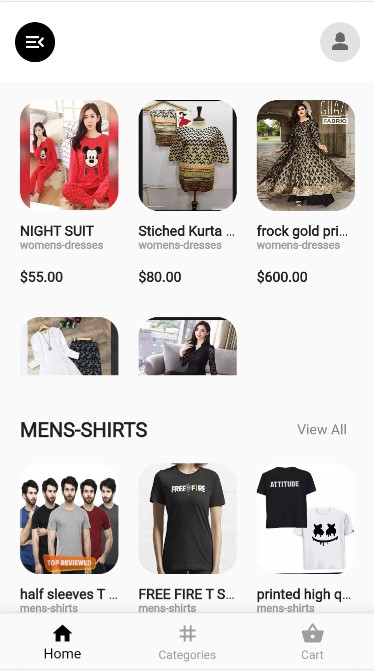 GUL
FABRIC
NIGHT SUIT
womens-dresses
$55.00
Stiched Kurta ...
womens-dresses
$80.00
frock gold pri...
womens-dresses
$600.00
MENS-SHIRTS
View All
TOP REVIEWED
FREE FIRE
ATTITUDE
half sleeves T ...
mens-shirts
FREE FIRE T S...
mens-shirts
printed high q...
mens-shirts
Home
Categories
Cart